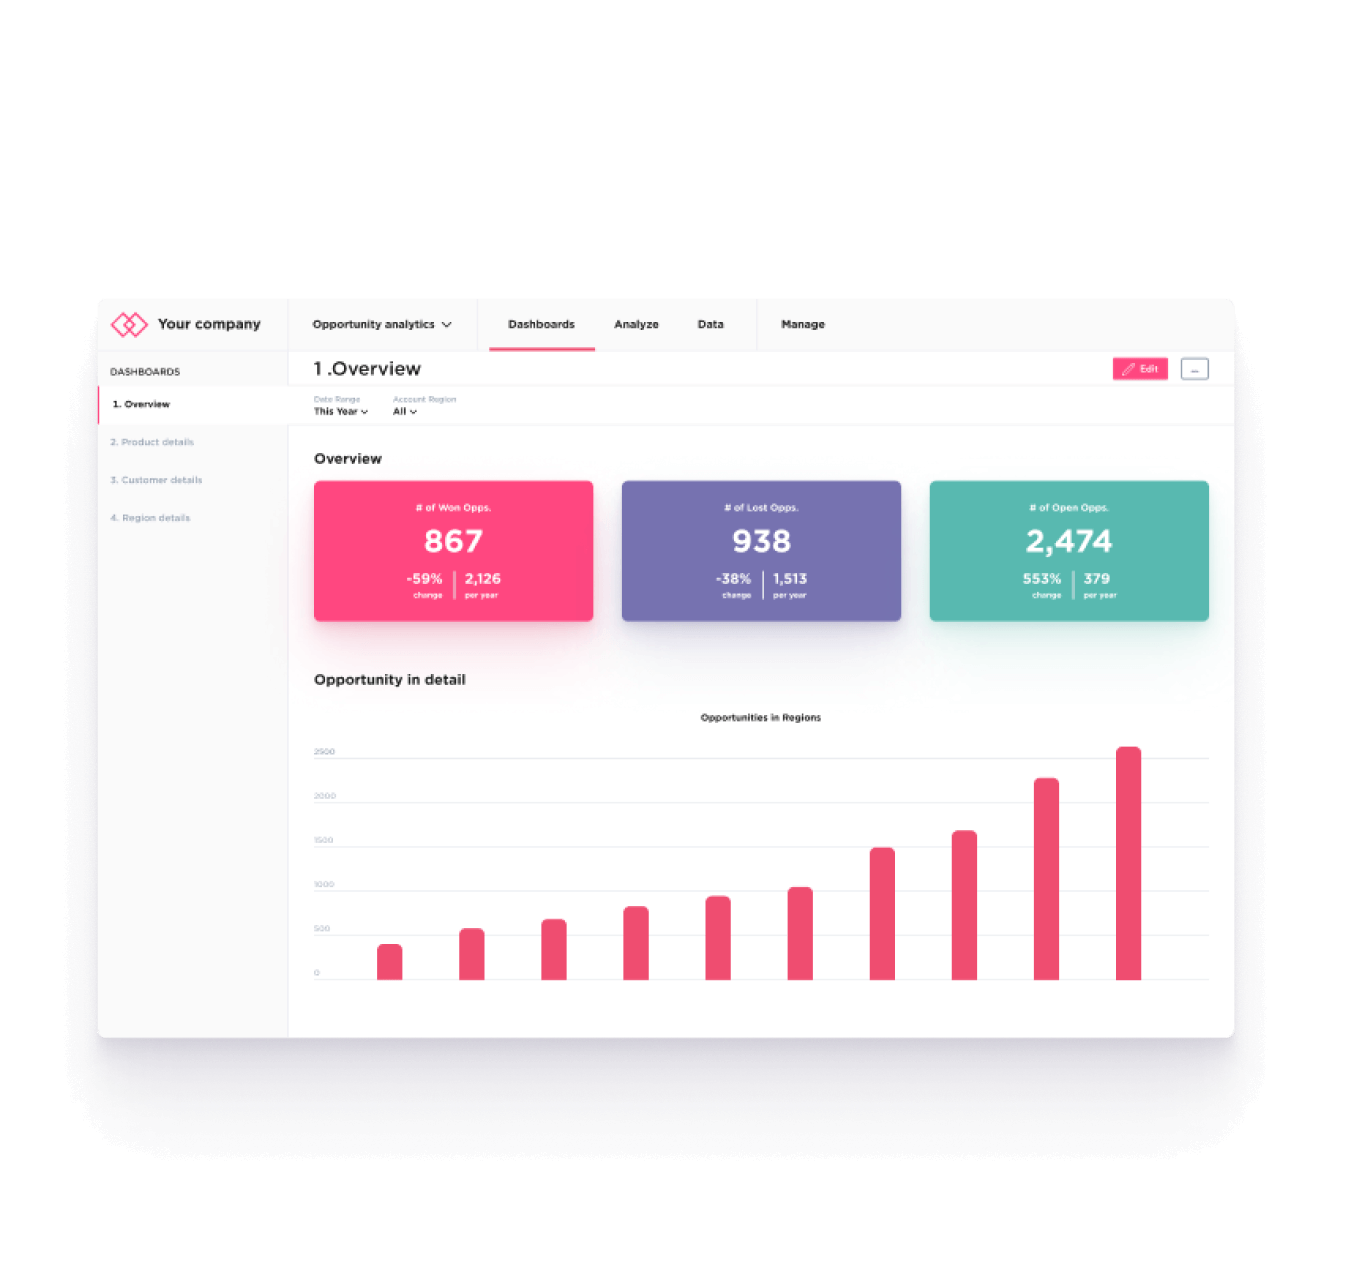 Your company
Opportunity analytics
Dashboards
Analyze
Data
Manage
DASHBOARDS
1. Overview
2. Product details
3. Customer details
4. Region details
1 .Overview
Edit
...
Date Range
This Year
Account Region
All
Overview
# of Won Opps.
867
-59% 2,126
change per year
# of Lost Opps.
938
-38% 1,513
change per year
# of Open Opps.
2,474
553% 379
change per year
Opportunity in detail
Opportunities in Regions
2500
2000
1500
1000
500
0